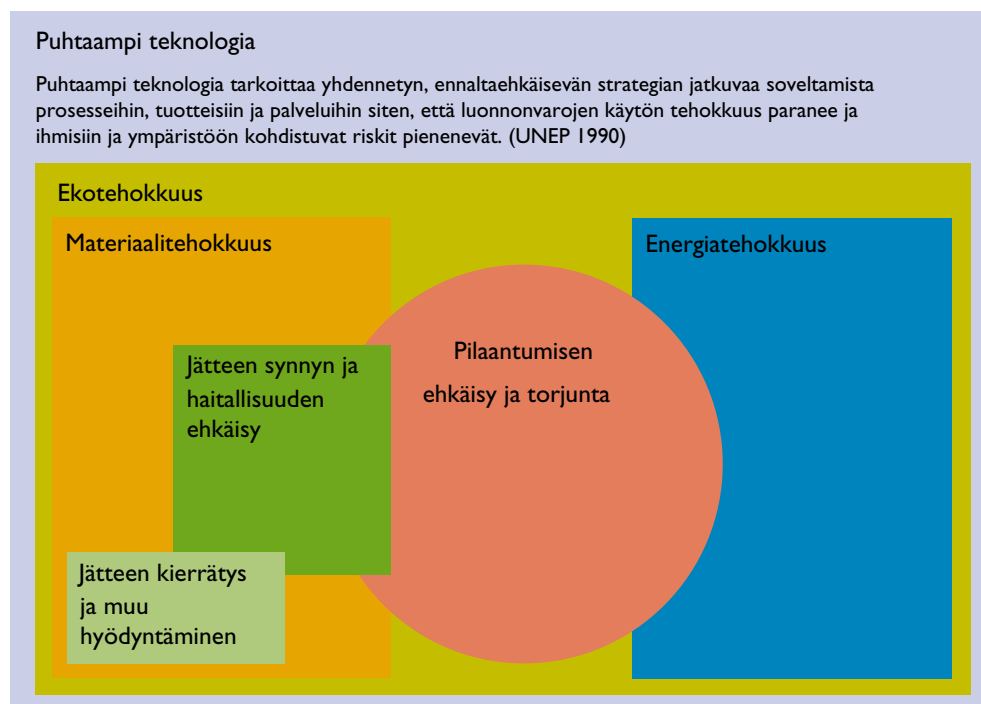 Puhtaampi teknologia
Puhtaampi teknologia tarkoittaa yhdennetyn, ennaltaehkäisevän strategian jatkuvaa soveltamista
prosesseihin, tuotteisiin ja palveluihin siten, että luonnonvarojen käytön tehokkuus paranee ja
ihmisiin ja ympäristöön kohdistuvat riskit pienenevät. (UNEP 1990)
Ekotehokkuus
Materiaalitehokkuus
Energiatehokkuus
Jätteen synnyn ja
haitallisuuden
ehkäisy
Pilaantumisen
ehkäisy ja torjunta
Jätteen kierrätys
ja muu
hyödyntäminen